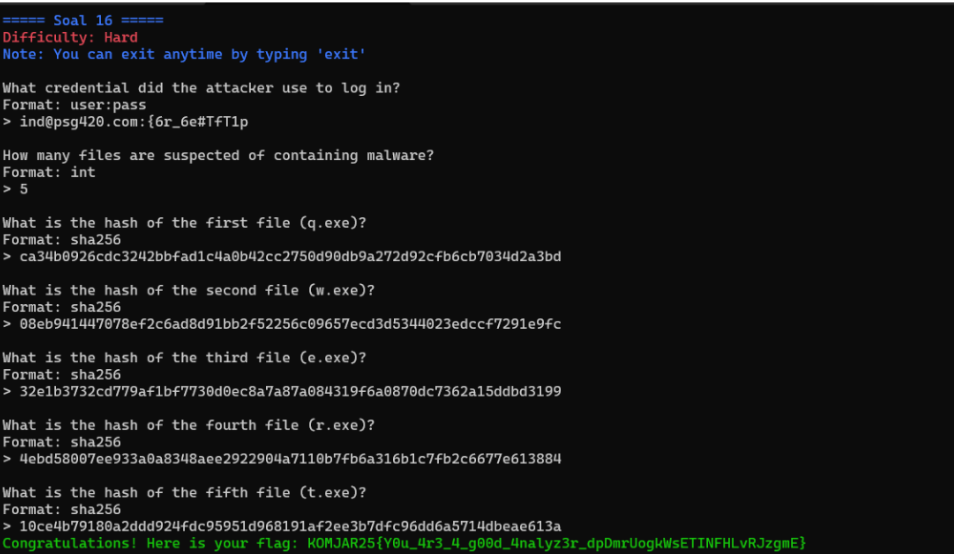 ===== Soal 16 =====
Difficulty: Hard
Note: You can exit anytime by typing 'exit'
What credential did the attacker use to log in?
Format: user:pass
> ind@psg420.com:{6r_6e#TfT1p
How many files are suspected of containing malware?
Format: int
> 5
What is the hash of the first file (q.exe)?
Format: sha256
> ca34b0926cdc3242bbfad1c4a0b42cc2750d90db9a272d92cfb6cb7034d2a3bd
What is the hash of the second file (w.exe)?
Format: sha256
> 08eb941447078ef2c6ad8d91bb2f52256c09657ecd3d5344023edccf7291e9fc
What is the hash of the third file (e.exe)?
Format: sha256
> 32e1b3732cd779af1bf7730d0ec8a7a87a084319f6a0870dc7362a15ddbd3199
What is the hash of the fourth file (r.exe)?
Format: sha256
> 4ebd58007ee933a0a8348aee2922904a7110b7fb6a316b1c7fb2c6677e613884
What is the hash of the fifth file (t.exe)?
Format: sha256
> 10ce4b79180a2ddd924fdc95951d968191af2ee3b7dfc96dd6a5714dbeae613a
Congratulations! Here is your flag: KOMJAR25{Y0u_4r3_4_g00d_4nalyz3r_dpDmrUogkWsETINFHLvRJzgmE}